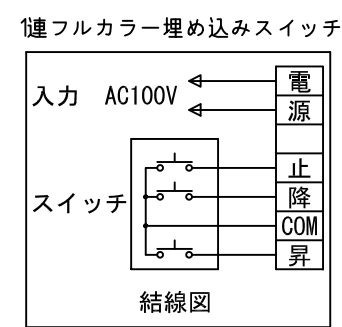 1連フルカラー埋め込みスイッチ
入力 AC100V
電
源
止
スイッチ
降
COM
昇
結線図